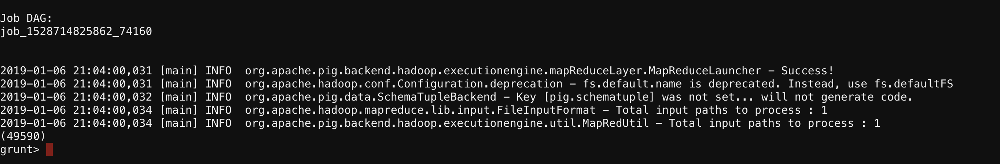 Job DAG:
job_1528714825862_74160
2019-01-06 21:04:00,031 [main] INFO  org.apache.pig.backend.hadoop.executionengine.mapReduceLayer.MapReduceLauncher - Success!
2019-01-06 21:04:00,031 [main] INFO  org.apache.hadoop.conf.Configuration.deprecation - fs.default.name is deprecated. Instead, use fs.defaultFS
2019-01-06 21:04:00,032 [main] INFO  org.apache.pig.data.SchemaTupleBackend - Key [pig.schematuple] was not set... will not generate code.
2019-01-06 21:04:00,034 [main] INFO  org.apache.hadoop.mapreduce.lib.input.FileInputFormat - Total input paths to process : 1
2019-01-06 21:04:00,034 [main] INFO  org.apache.pig.backend.hadoop.executionengine.util.MapRedUtil - Total input paths to process : 1
(49590)
grunt>